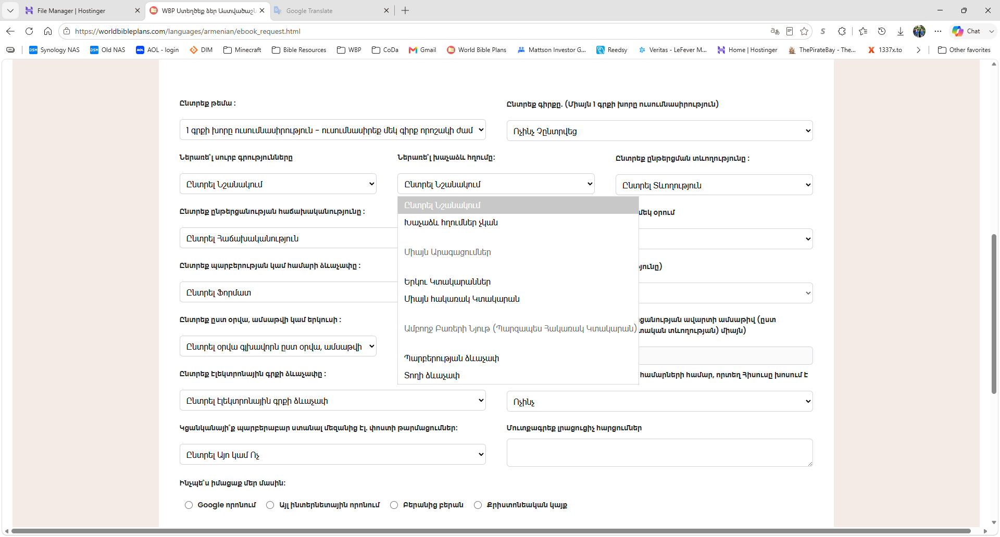 File Manager | Hostinger
WBP Ստեղծեք ձեր Աստվածաշն
Google Translate
https://worldbibleplans.com/languages/armenian/ebook_request.html
Chat
Synology NAS
Old NAS
AOL - login
DIM
Minecraft
Bible Resources
WBP
CoDa
Gmail
World Bible Plans
Mattson Investor G...
Reedsy
Veritas - LeFever M...
Home | Hostinger
ThePirateBay - The...
1337x.to
Other favorites
Ընտրեք թեմա :
Ընտրեք գիրքը. (Միայն 1 գրքի խորը ուսումնասիրություն)
1 գրքի խորը ուսումնասիրություն - ուսումնասիրեք մեկ գիրք որոշակի ժամ
Ոչինչ Չընտրվեց
Ներառե՞լ սուրբ գրությունները
Ներառե՞լ խաչաձև հղումը:
Ընտրեք ընթերցման տևողությունը :
Ընտրել Նշանակում
Ընտրել Նշանակում
Ընտրել Տևողություն
Ընտրել Նշանակում
Ընտրեք ընթերցանության հաճախականությունը :
մեկ օրում
Խաչաձև հղումներ չկան
Ընտրել Հաճախականություն
Միայն Արագացումներ
Ընտրեք պարբերության կամ համարի ձևաչափը :
յունը)
Երկու Կտակարաններ
Ընտրել Ֆորմատ
Միայն հակառակ Կտակարան
Ընտրեք ըստ օրվա, ամսաթվի կամ երկուսի :
ցանության ավարտի ամսաթիվ (ըստ
տական տևողության) միայն)
Ամբողջ Բառերի Նյութ (Պարզապես Հակառակ Կտակարան)
Ընտրել օրվա գլխավորն ըստ օրվա, ամսաթվի
Պարբերության ձևաչափ
Ընտրեք էլեկտրոնային գրքի ձևաչափը :
համարների համար, որտեղ Հիսուսը խոսում է
Տողի ձևաչափ
Ընտրել էլեկտրոնային գրքի ձևաչափ
Ոչինչ
Կցանկանայի՞ք պարբերաբար ստանալ մեզանից էլ. փոստի թարմացումներ:
Մուտքագրեք լրացուցիչ հարցումներ
Ընտրել Այո կամ Ոչ
Ինչպե՞ս իմացաք մեր մասին:
Google որոնում
Այլ ինտերնետային որոնում
Բերանից բերան
Քրիստոնեական կայք